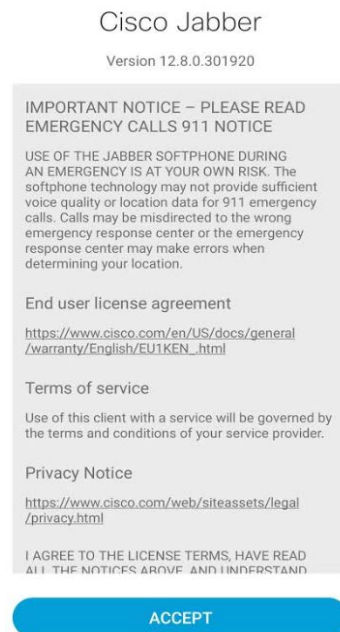 Cisco Jabber
Version 12.8.0.301920
IMPORTANT NOTICE – PLEASE READ
EMERGENCY CALLS 911 NOTICE
USE OF THE JABBER SOFTPHONE DURING
AN EMERGENCY IS AT YOUR OWN RISK. The
softphone technology may not provide sufficient
voice quality or location data for 911 emergency
calls. Calls may be misdirected to the wrong
emergency response center or the emergency
response center may make errors when
determining your location.
End user license agreement
https://www.cisco.com/en/US/docs/general
/warranty/English/EU1KEN_.html
Terms of service
Use of this client with a service will be governed by
the terms and conditions of your service provider.
Privacy Notice
https://www.cisco.com/web/siteassets/legal
/privacy.html
I AGREE TO THE LICENSE TERMS, HAVE READ
ALL THE NOTICES ABOVE, AND UNDERSTAND
ACCEPT